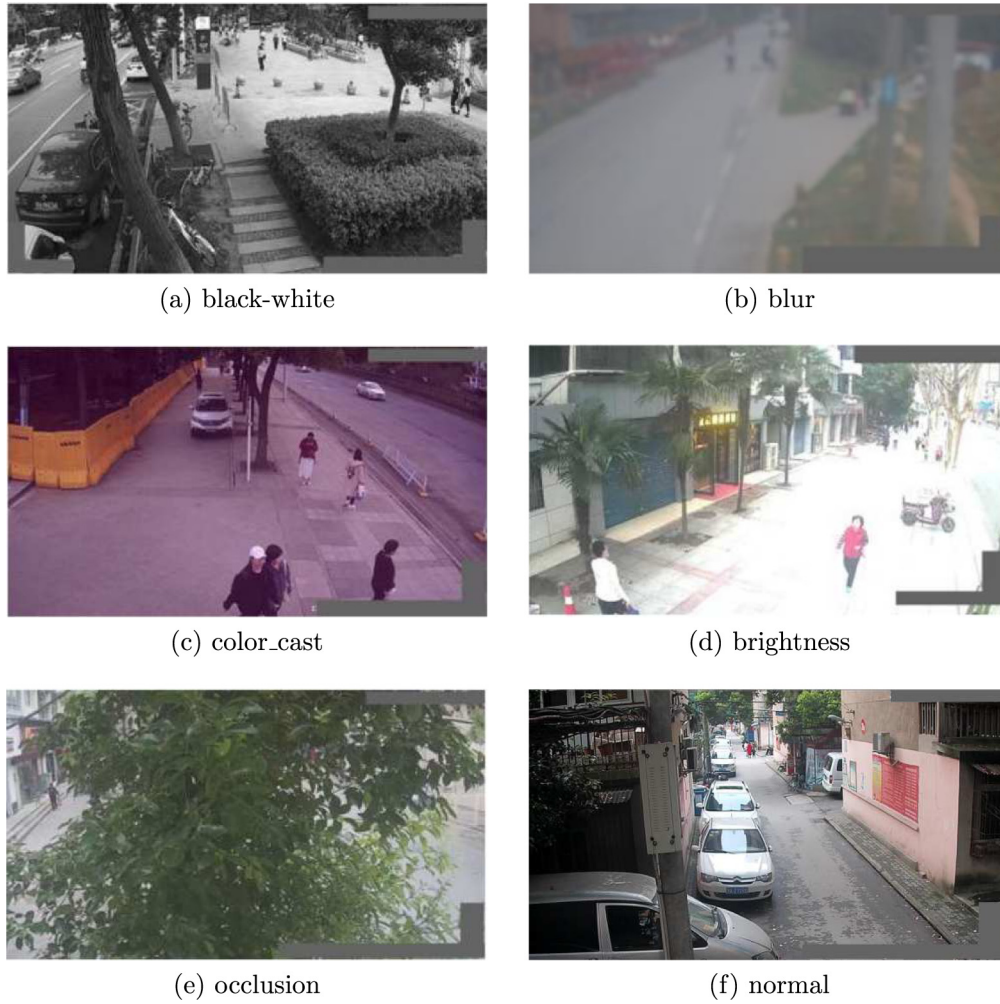 (a) black-white
(b) blur
(c) color_cast
(d) brightness
(e) occlusion
(f) normal